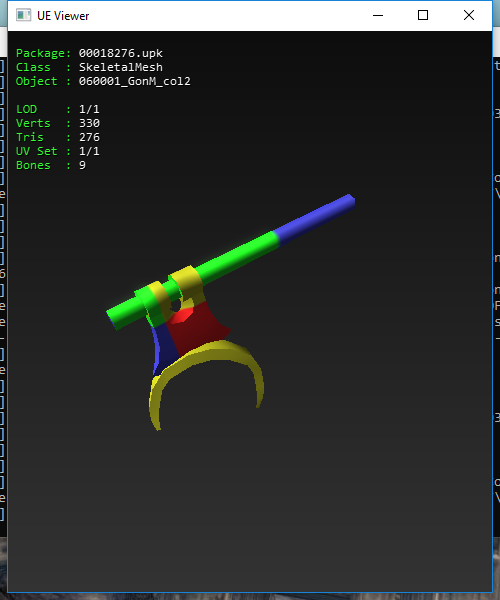 UE Viewer
Package: 00018276.upk
Class : SkeletalMesh
Object : 060001_GonM_col2
LOD : 1/1
Verts : 330
Tris : 276
UV Set : 1/1
Bones : 9